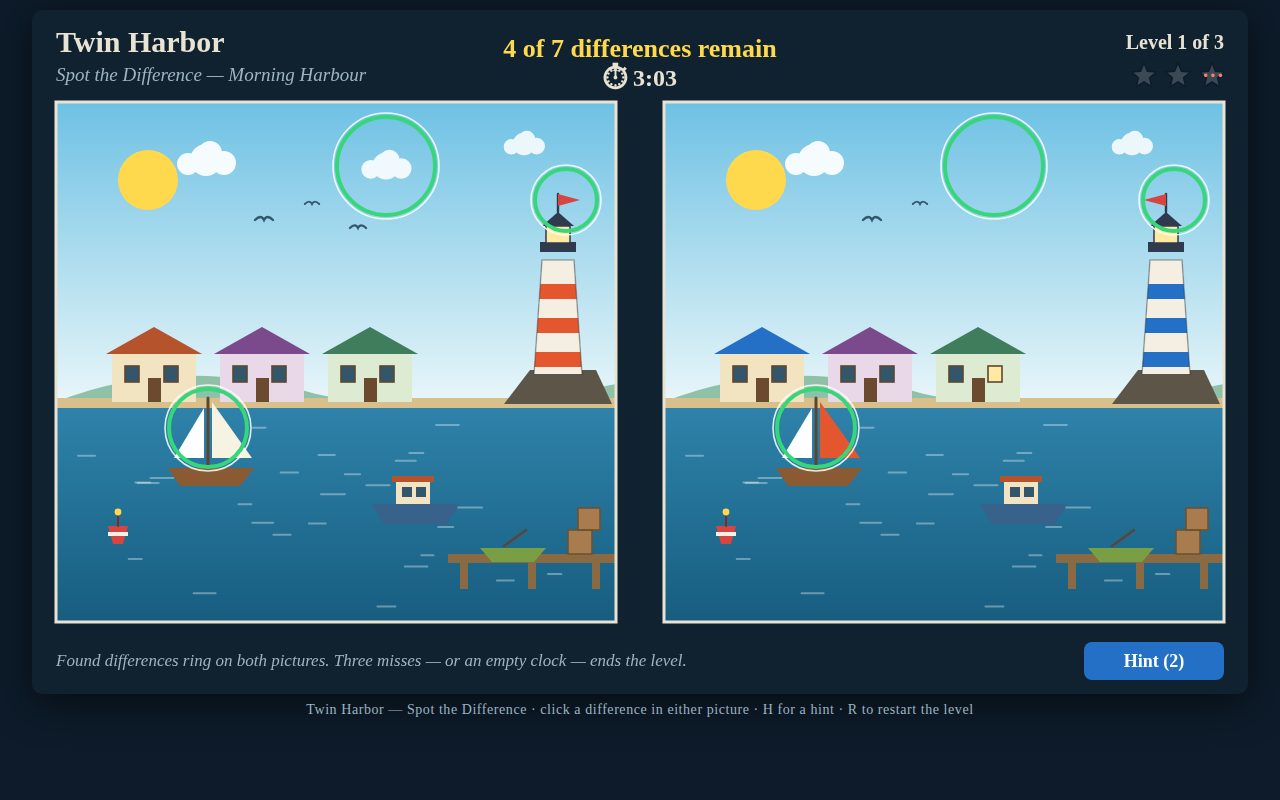 Twin Harbor
Spot the Difference — Morning Harbour
4 of 7 differences remain
⏱ 3:03
Level 1 of 3
Found differences ring on both pictures. Three misses — or an empty clock — ends the level.
Hint (2)
Twin Harbor — Spot the Difference · click a difference in either picture · H for a hint · R to restart the level